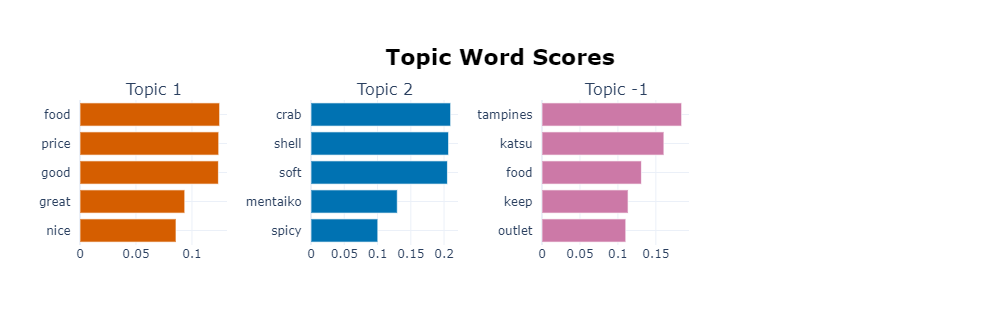 Topic Word Scores
Topic 1
food
price
good
great
nice
0 0.05 0.1
Topic 2
crab
shell
soft
mentaiko
spicy
0 0.05 0.1 0.15 0.2
Topic -1
tampines
katsu
food
keep
outlet
0 0.05 0.1 0.15